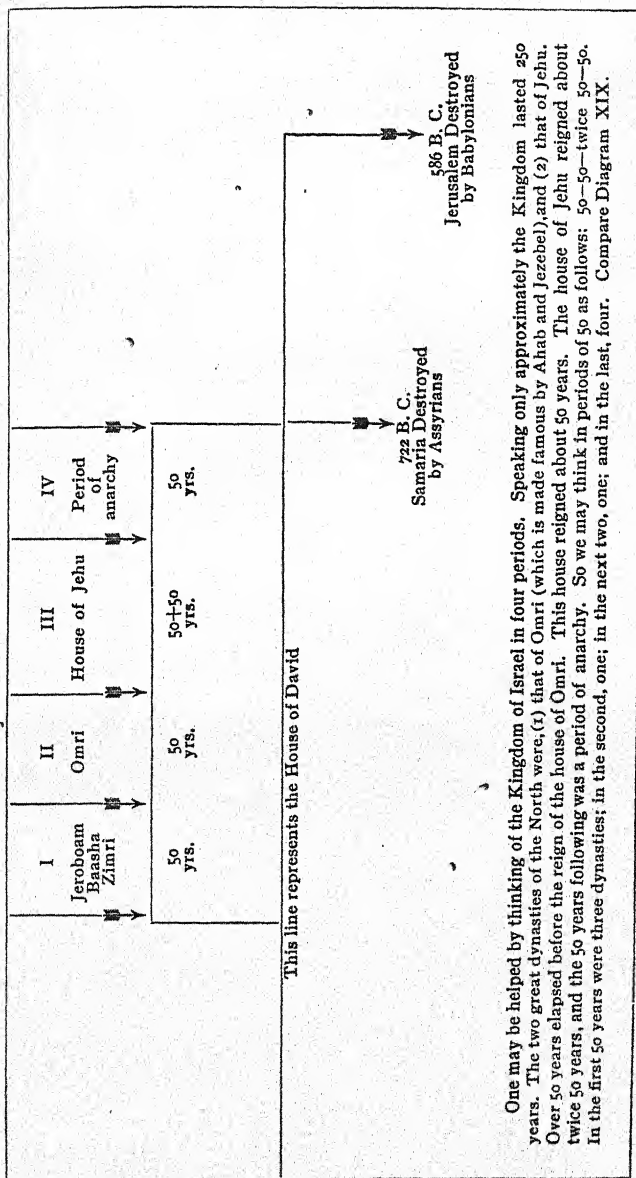 I
Jeroboam
Baasha
Zimri
II
Omri
III
House of Jehu
IV
Period
of
anarchy
50
yrs.
50
yrs.
50+50
yrs.
50
yrs.
This line represents the House of David
722 B. C.
Samaria Destroyed
by Assyrians
586 B. C.
Jerusalem Destroyed
by Babylonians
One may be helped by thinking of the Kingdom of Israel in four periods. Speaking only approximately the Kingdom lasted 250
years. The two great dynasties of the North were,(1) that of Omri (which is made famous by Ahab and Jezebel),and (2) that of Jehu.
Over 50 years elapsed before the reign of the house of Omri. This house reigned about 50 years. The house of Jehu reigned about
twice 50 years, and the 50 years following was a period of anarchy. So we may think in periods of 50 as follows: 50—50—twice 50—50.
In the first 50 years were three dynasties; in the second, one; in the next two, one; and in the last, four. Compare Diagram XIX.